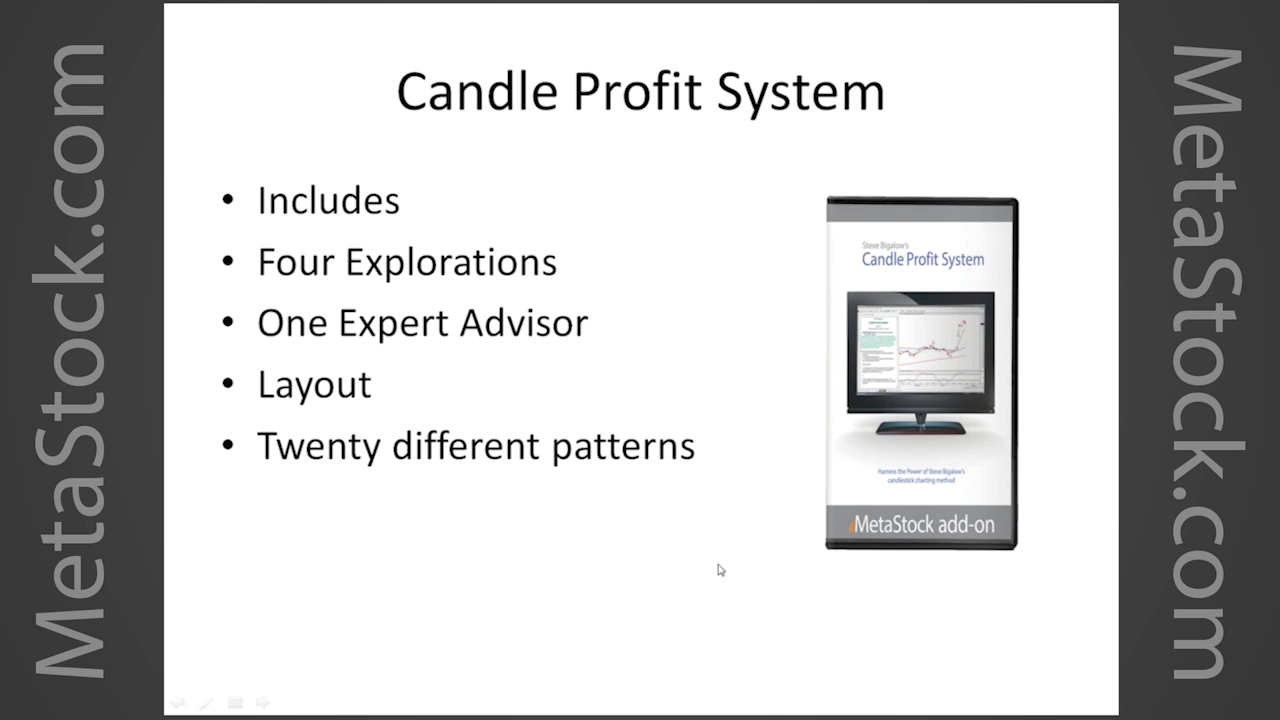 MetaStock.com
Candle Profit System
• Includes
• Four Explorations
• One Expert Advisor
• Layout
• Twenty different patterns
Steve Bigalow's
Candle Profit System
Harness the Power of Steve Bigalow's
candlestick charting method
MetaStock add-on
MetaStock.com